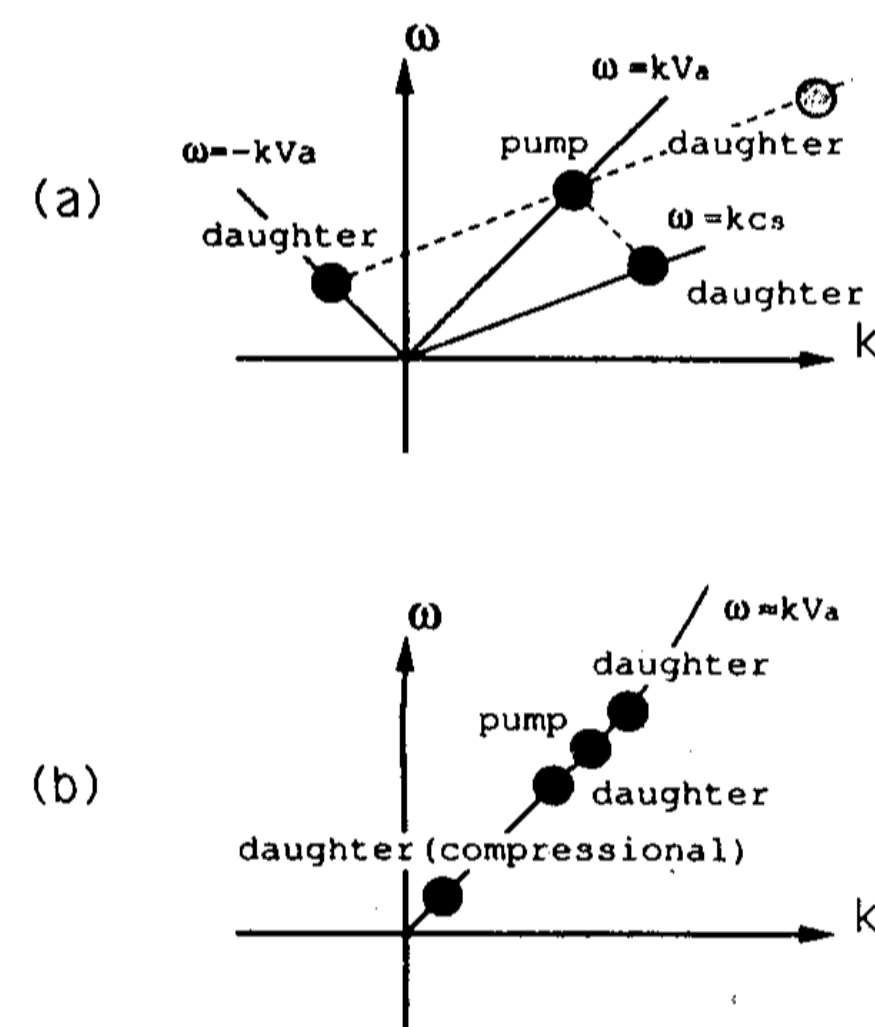 ω
ω=kVa
ω=-kVa
pump
daughter
(a)
daughter
ω=kcs
daughter
k
ω
ω≈kVa
daughter
pump
(b)
daughter
daughter(compressional)
k